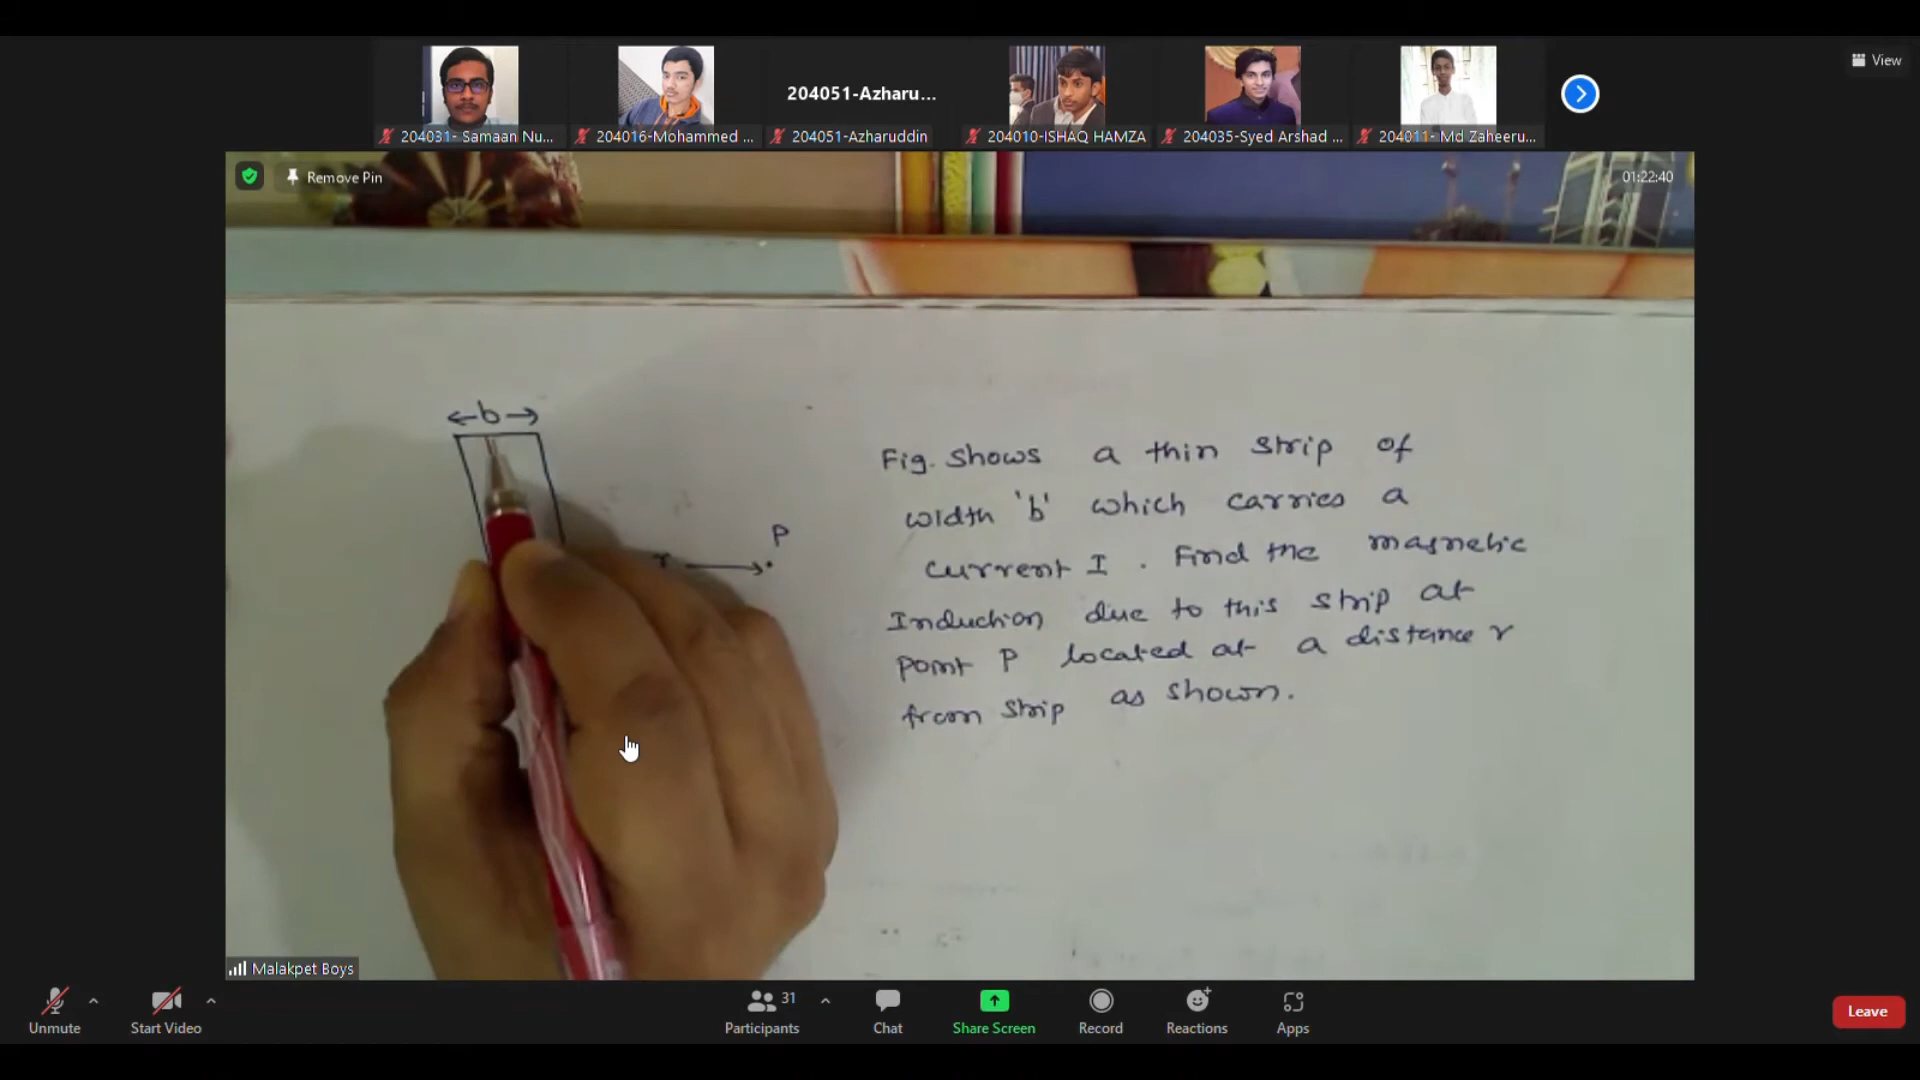 View
204051-Azharu...
204031- Samaan Nu...
204016-Mohammed ...
204051-Azharuddin
204010-ISHAQ HAMZA
204035-Syed Arshad ...
204011- Md Zaheeru...
Remove Pin
01:22:40
b
P
r
Fig. Shows a thin strip of
width 'b' which carries a
current I . Find the magnetic
Induction due to this strip at
point P located at a distance r
from strip as shown.
Malakpet Boys
Unmute
Start Video
Participants
31
Chat
Share Screen
Record
Reactions
Apps
Leave